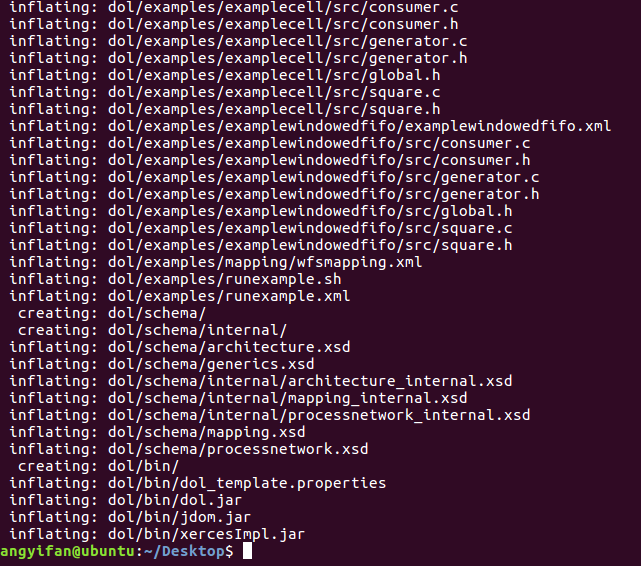 inflating: dol/examples/examplecell/src/consumer.c
inflating: dol/examples/examplecell/src/consumer.h
inflating: dol/examples/examplecell/src/generator.c
inflating: dol/examples/examplecell/src/generator.h
inflating: dol/examples/examplecell/src/global.h
inflating: dol/examples/examplecell/src/square.c
inflating: dol/examples/examplecell/src/square.h
inflating: dol/examples/examplewindowedfifo/examplewindowedfifo.xml
inflating: dol/examples/examplewindowedfifo/src/consumer.c
inflating: dol/examples/examplewindowedfifo/src/consumer.h
inflating: dol/examples/examplewindowedfifo/src/generator.c
inflating: dol/examples/examplewindowedfifo/src/generator.h
inflating: dol/examples/examplewindowedfifo/src/global.h
inflating: dol/examples/examplewindowedfifo/src/square.c
inflating: dol/examples/examplewindowedfifo/src/square.h
inflating: dol/examples/mapping/wfsmapping.xml
inflating: dol/examples/runexample.sh
inflating: dol/examples/runexample.xml
creating: dol/schema/
creating: dol/schema/internal/
inflating: dol/schema/architecture.xsd
inflating: dol/schema/generics.xsd
inflating: dol/schema/internal/architecture_internal.xsd
inflating: dol/schema/internal/mapping_internal.xsd
inflating: dol/schema/internal/processnetwork_internal.xsd
inflating: dol/schema/mapping.xsd
inflating: dol/schema/processnetwork.xsd
creating: dol/bin/
inflating: dol/bin/dol_template.properties
inflating: dol/bin/dol.jar
inflating: dol/bin/jdom.jar
inflating: dol/bin/xercesImpl.jar
angyifan@ubuntu:~/Desktop$